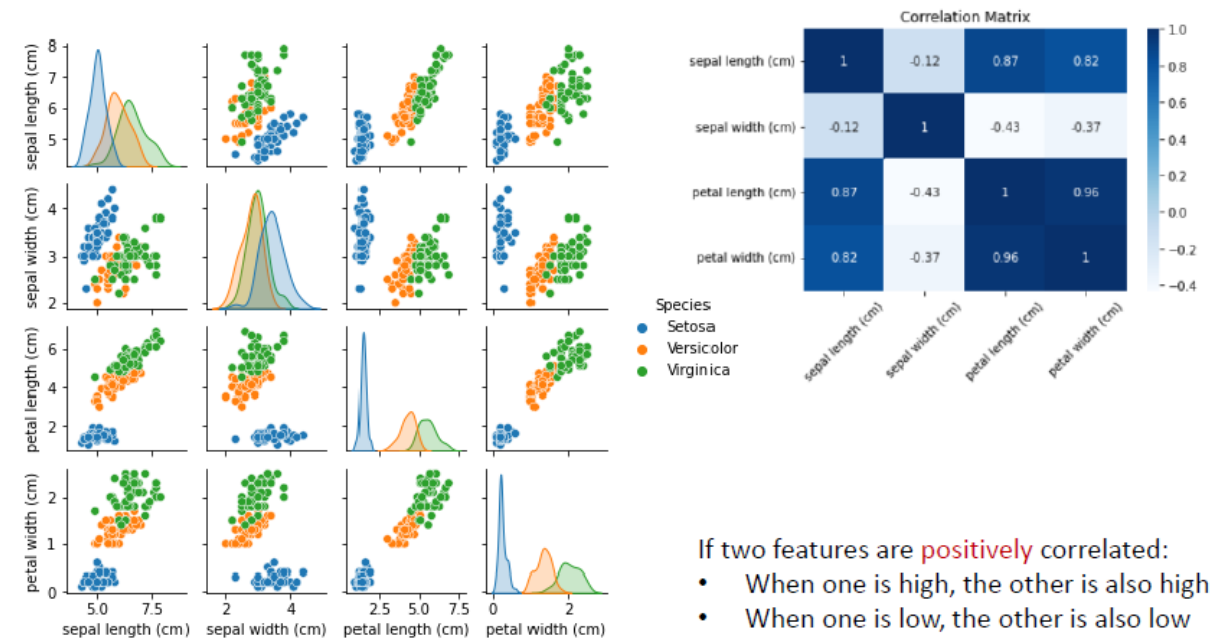 8
7
6
5
sepal length (cm)
4
3
2
sepal width (cm)
6
4
2
petal length (cm)
2
1
0
petal width (cm)
5.0 7.5
sepal length (cm)
2 4
sepal width (cm)
2.5 5.0 7.5
petal length (cm)
0 2
petal width (cm)
Species
Setosa
Versicolor
Virginica
Correlation Matrix
sepal length (cm) 1 -0.12 0.87 0.82
sepal width (cm) -0.12 1 -0.43 -0.37
petal length (cm) 0.87 -0.43 1 0.96
petal width (cm) 0.82 -0.37 0.96 1
sepal length (cm)
sepal width (cm)
petal length (cm)
petal width (cm)
1.0
0.8
0.6
0.4
0.2
0.0
−0.2
−0.4
If two features are positively correlated:
• When one is high, the other is also high
• When one is low, the other is also low